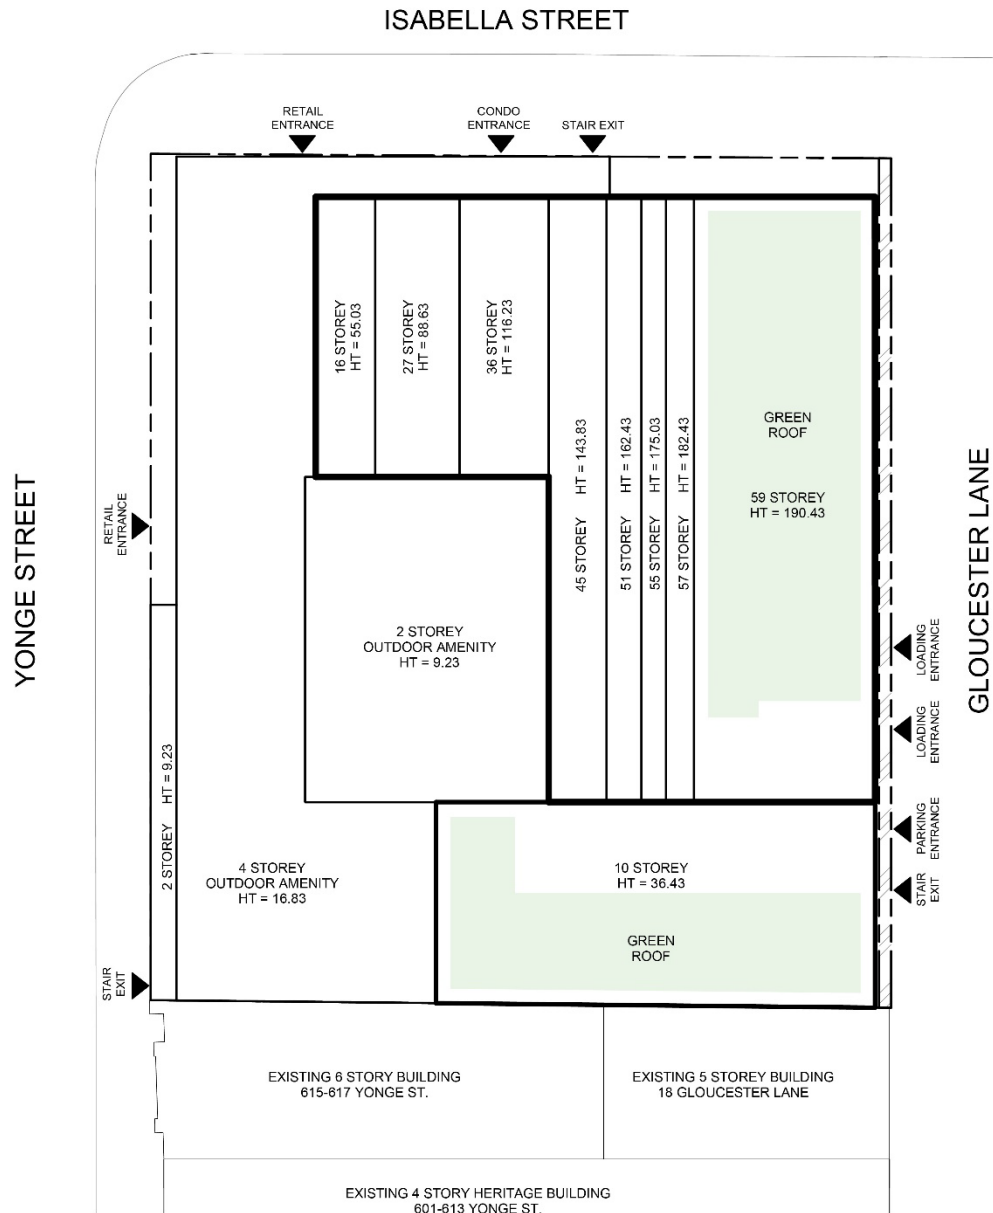 ISABELLA STREET
RETAIL
ENTRANCE
CONDO
ENTRANCE
STAIR EXIT
16 STOREY
HT = 55.03
27 STOREY
HT = 88.63
36 STOREY
HT = 116.23
45 STOREY HT = 143.83
51 STOREY HT = 162.43
55 STOREY HT = 175.03
57 STOREY HT = 182.43
GREEN
ROOF
59 STOREY
HT = 190.43
YONGE STREET
RETAIL
ENTRANCE
GLOUCESTER LANE
2 STOREY
OUTDOOR AMENITY
HT = 9.23
LOADING
ENTRANCE
LOADING
ENTRANCE
2 STOREY HT = 9.23
PARKING
ENTRANCE
4 STOREY
OUTDOOR AMENITY
HT = 16.83
10 STOREY
HT = 36.43
STAIR
EXIT
GREEN
ROOF
STAIR
EXIT
EXISTING 6 STORY BUILDING
615-617 YONGE ST.
EXISTING 5 STOREY BUILDING
18 GLOUCESTER LANE
EXISTING 4 STORY HERITAGE BUILDING
601-613 YONGE ST.